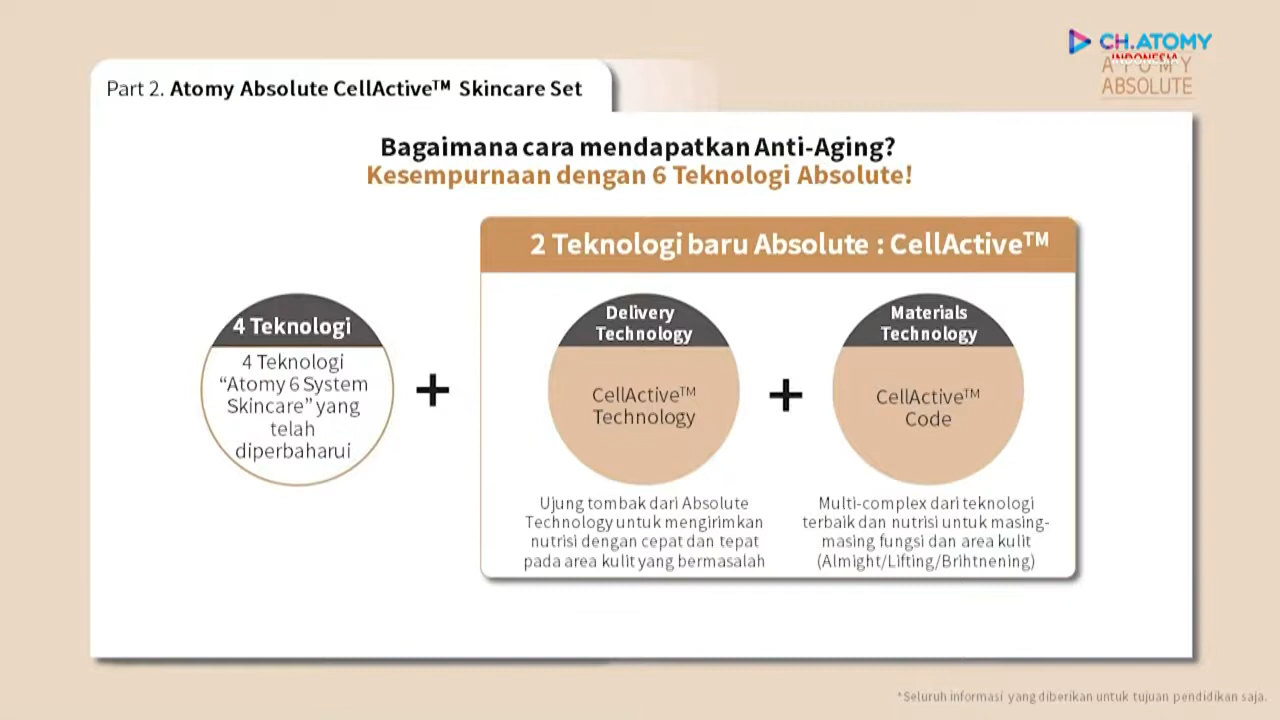 CH.ATOMY
INDONESIA
ATOMY
ABSOLUTE
Part 2. Atomy Absolute CellActive™ Skincare Set
Bagaimana cara mendapatkan Anti-Aging?
Kesempurnaan dengan 6 Teknologi Absolute!
2 Teknologi baru Absolute : CellActive™
4 Teknologi
4 Teknologi
“Atomy 6 System
Skincare” yang
telah
diperbaharui
+
Delivery
Technology
CellActive™
Technology
Ujung tombak dari Absolute
Technology untuk mengirimkan
nutrisi dengan cepat dan tepat
pada area kulit yang bermasalah
+
Materials
Technology
CellActive™
Code
Multi-complex dari teknologi
terbaik dan nutrisi untuk masing-
masing fungsi dan area kulit
(Almight/Lifting/Brihtnening)
*Seluruh informasi yang diberikan untuk tujuan pendidikan saja.